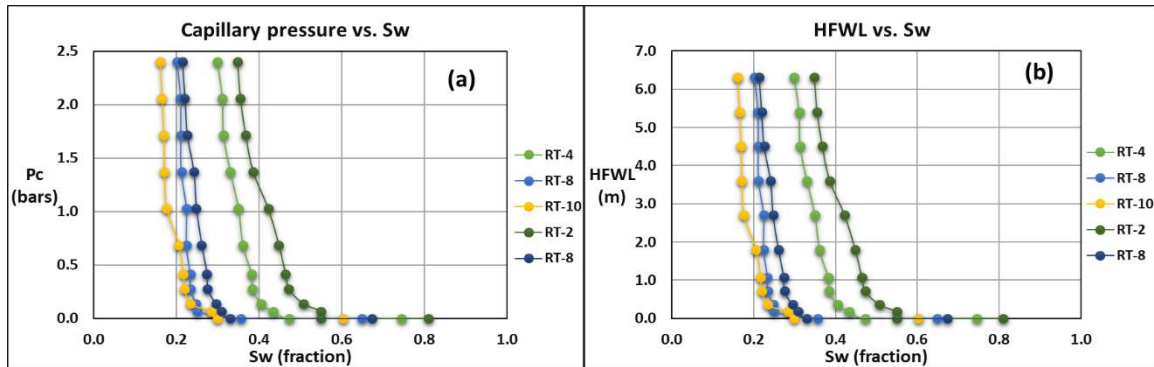 Capillary pressure vs. Sw
2.5
2.0
1.5
1.0
0.5
0.0
Pc
(bars)
(a)
0.0 0.2 0.4 0.6 0.8 1.0
Sw (fraction)
RT-4
RT-8
RT-10
RT-2
RT-8
HFWL vs. Sw
7.0
6.0
5.0
4.0
3.0
2.0
1.0
0.0
HFWL
(m)
(b)
0.0 0.2 0.4 0.6 0.8 1.0
Sw (fraction)
RT-4
RT-8
RT-10
RT-2
RT-8